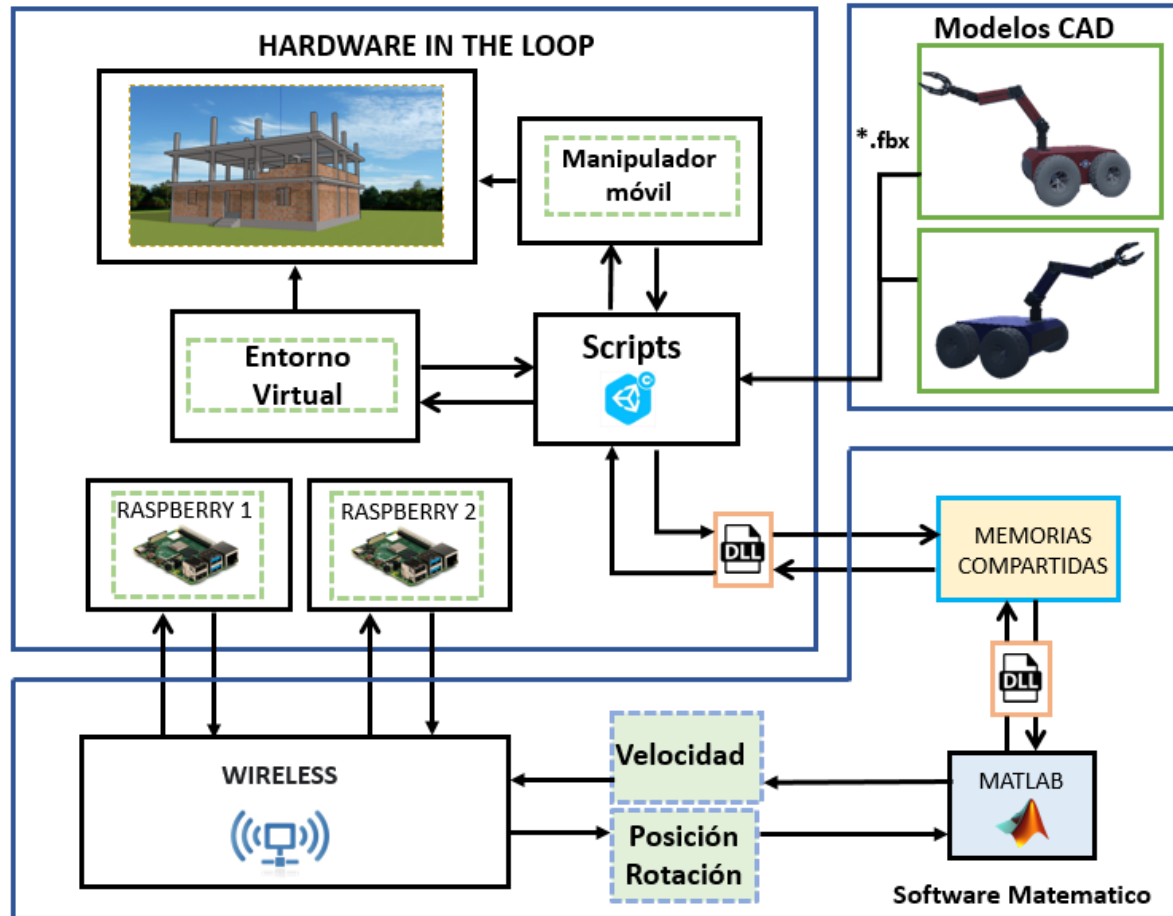 HARDWARE IN THE LOOP
Manipulador
móvil
Entorno
Virtual
Scripts
C
RASPBERRY 1
RASPBERRY 2
Modelos CAD
*.fbx
DLL
MEMORIAS
COMPARTIDAS
DLL
WIRELESS
Velocidad
Posición
Rotación
MATLAB
Software Matematico